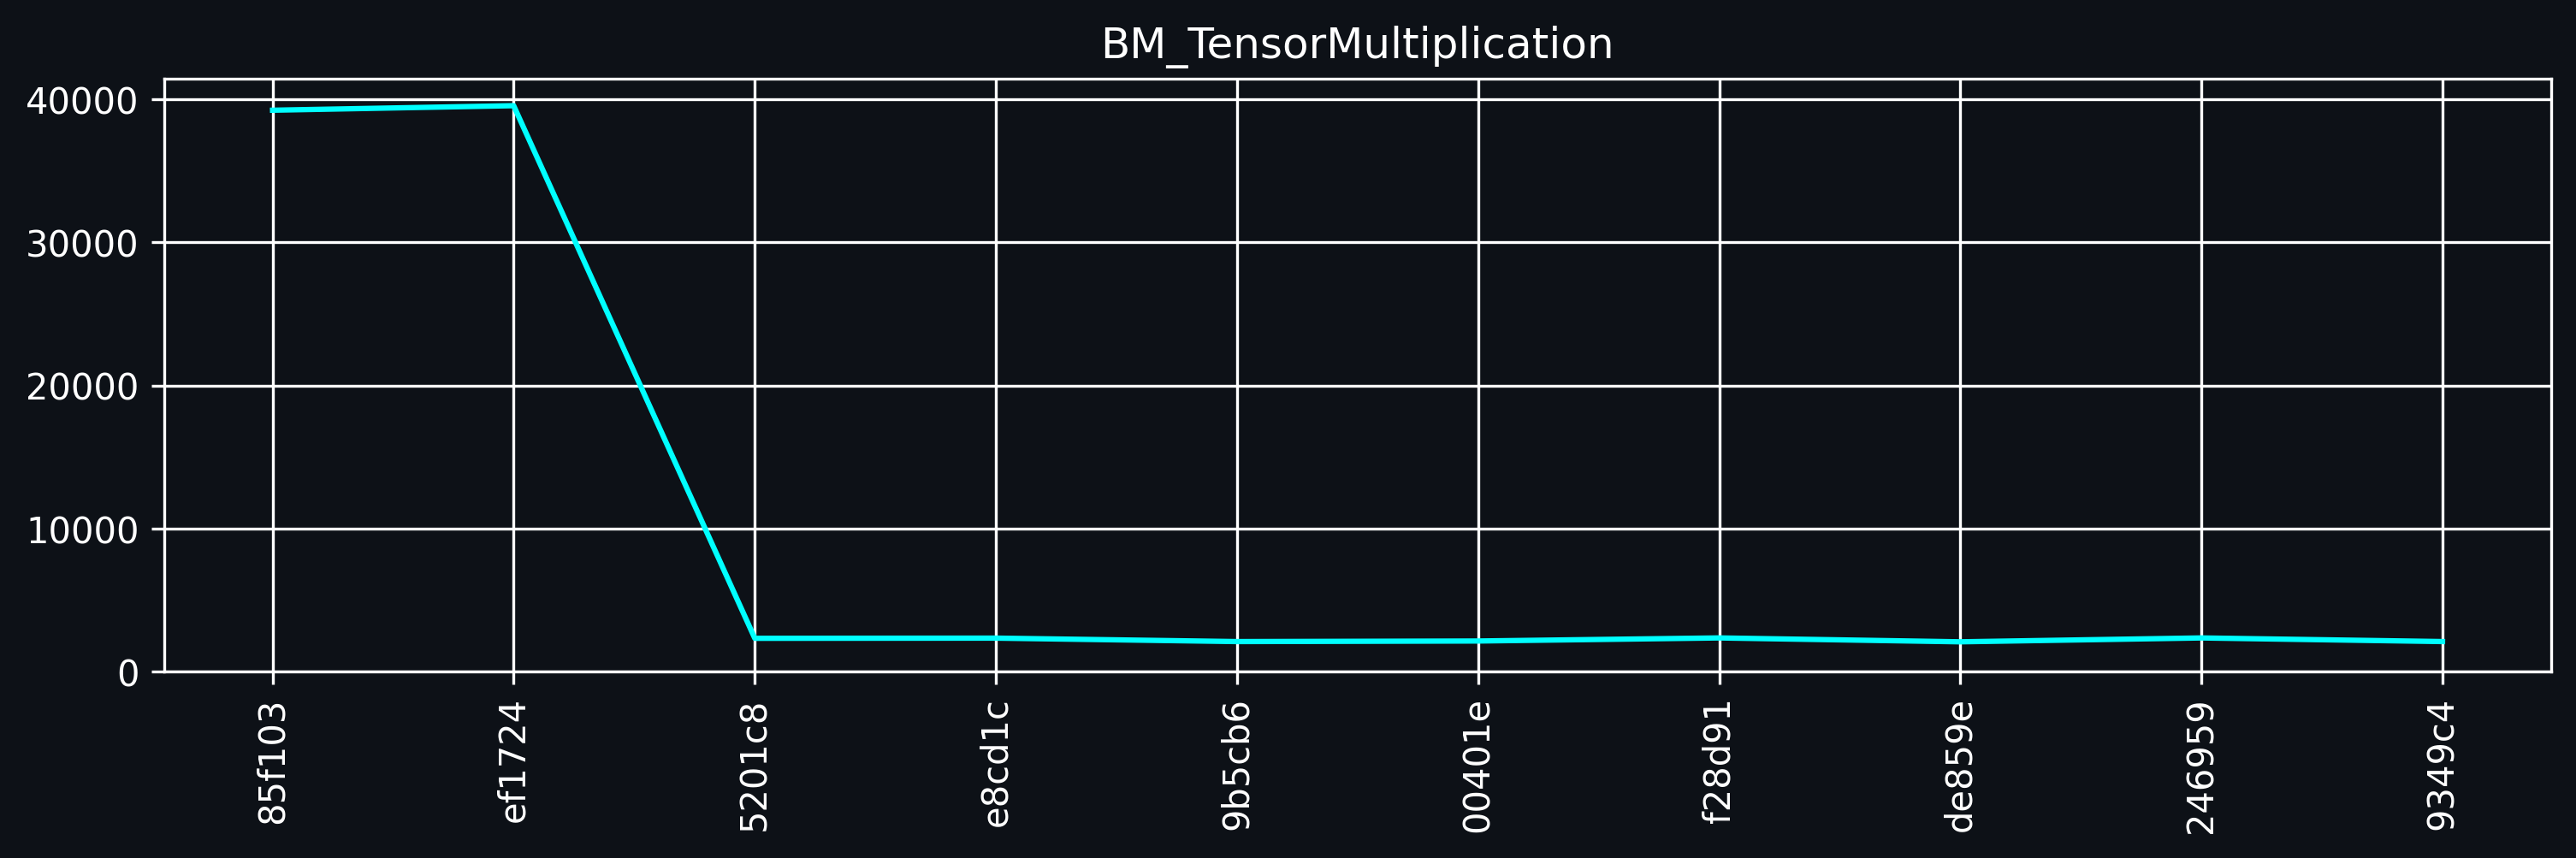 BM_TensorMultiplication
40000
30000
20000
10000
0
85f103
ef1724
5201c8
e8cd1c
9b5cb6
00401e
f28d91
de859e
246959
9349c4